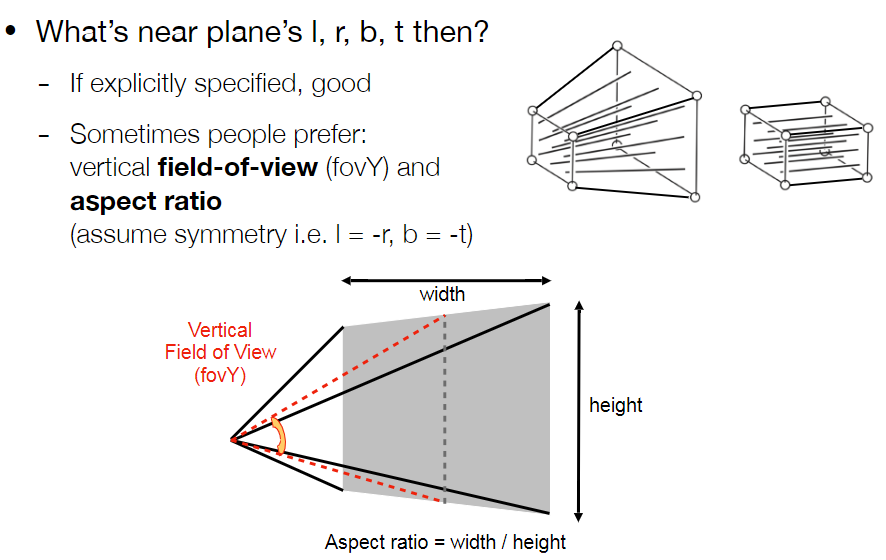 • What's near plane's l, r, b, t then?
- If explicitly specified, good
- Sometimes people prefer:
vertical field-of-view (fovY) and
aspect ratio
(assume symmetry i.e. l = -r, b = -t)
width
Vertical
Field of View
(fovY)
height
Aspect ratio = width / height